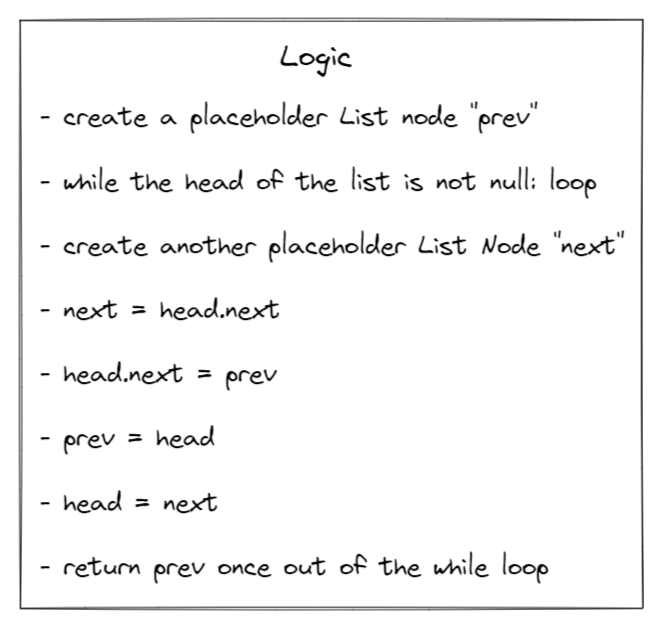 Logic
- create a placeholder List node "prev"
- while the head of the list is not null: loop
- create another placeholder List Node "next"
- next = head.next
- head.next = prev
- prev = head
- head = next
- return prev once out of the while loop